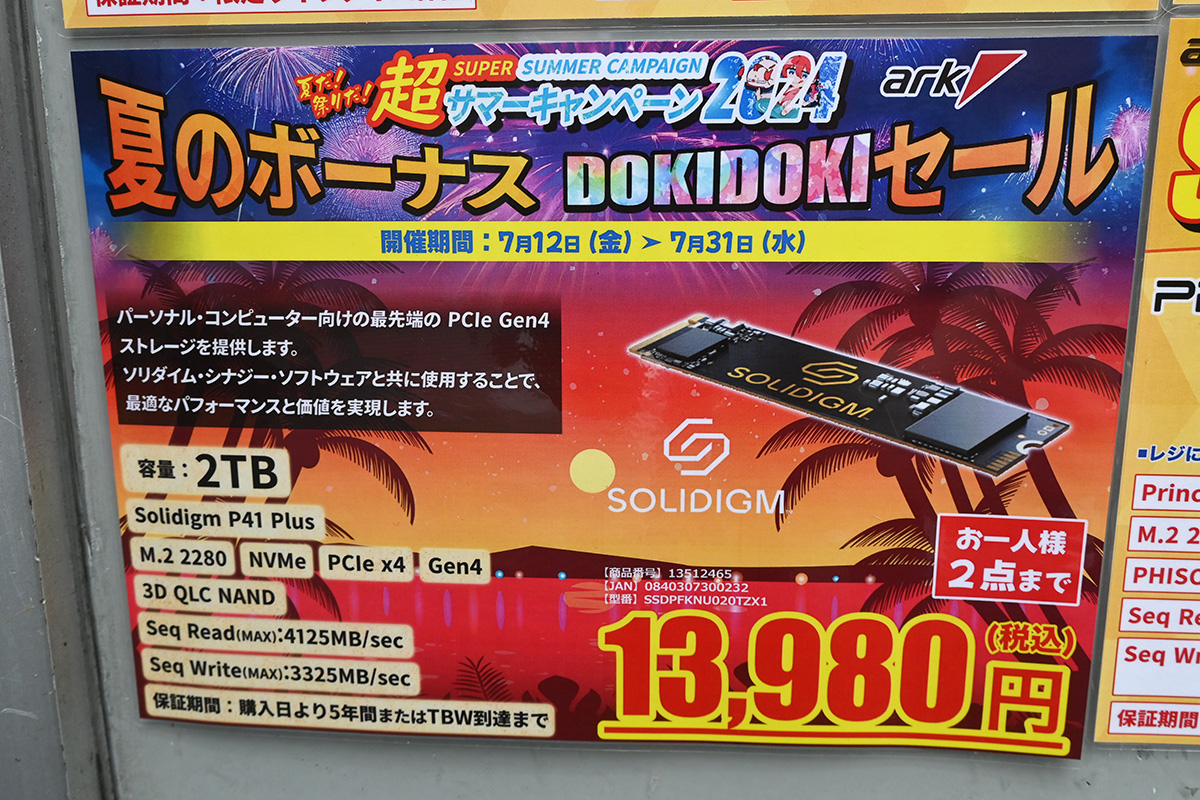 夏だ!
祭りだ!
超
SUPER SUMMER CAMPAIGN
サマーキャンペーン 2024
ark
夏のボーナス DOKIDOKIセール
開催期間:7月12日(金)>7月31日(水)
パーソナル・コンピューター向けの最先端の PCIe Gen4
ストレージを提供します。
ソリダイム・シナジー・ソフトウェアと共に使用することで、
最適なパフォーマンスと価値を実現します。
SOLIDIGM
SOLIDIGM
容量:2TB
Solidigm P41 Plus
M.2 2280 NVMe PCIe x4 Gen4
3D QLC NAND
Seq Read(MAX):4125MB/sec
Seq Write(MAX):3325MB/sec
保証期間:購入日より5年間またはTBW到達まで
お一人様
2点まで
【商品番号】13512465
【JAN】0840307300232
【型番】SSDPFKNU020TZX1
13,980円
(税込)
■レジに
Princ
M.2 2
PHISO
Seq Re
Seq Wr
保証期間